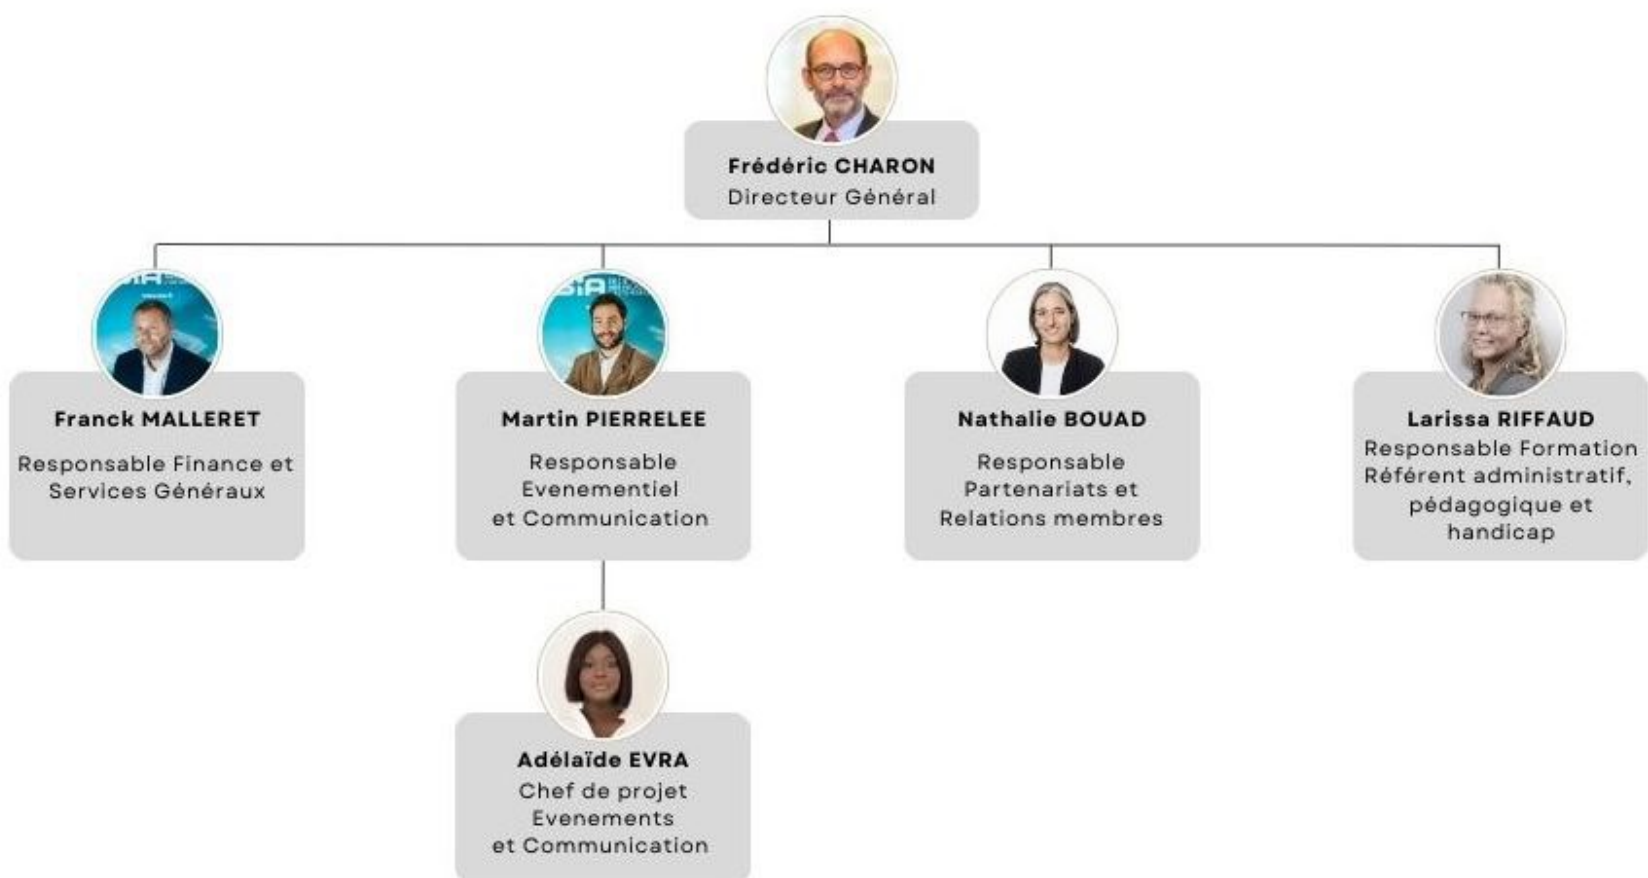 Frédéric CHARON
Directeur Général
Franck MALLERET
Responsable Finance et
Services Généraux
Martin PIERRELEE
Responsable
Evenementiel
et Communication
Nathalie BOUAD
Responsable
Partenariats et
Relations membres
Larissa RIFFAUD
Responsable Formation
Référent administratif,
pédagogique et
handicap
Adélaïde EVRA
Chef de projet
Evenements
et Communication